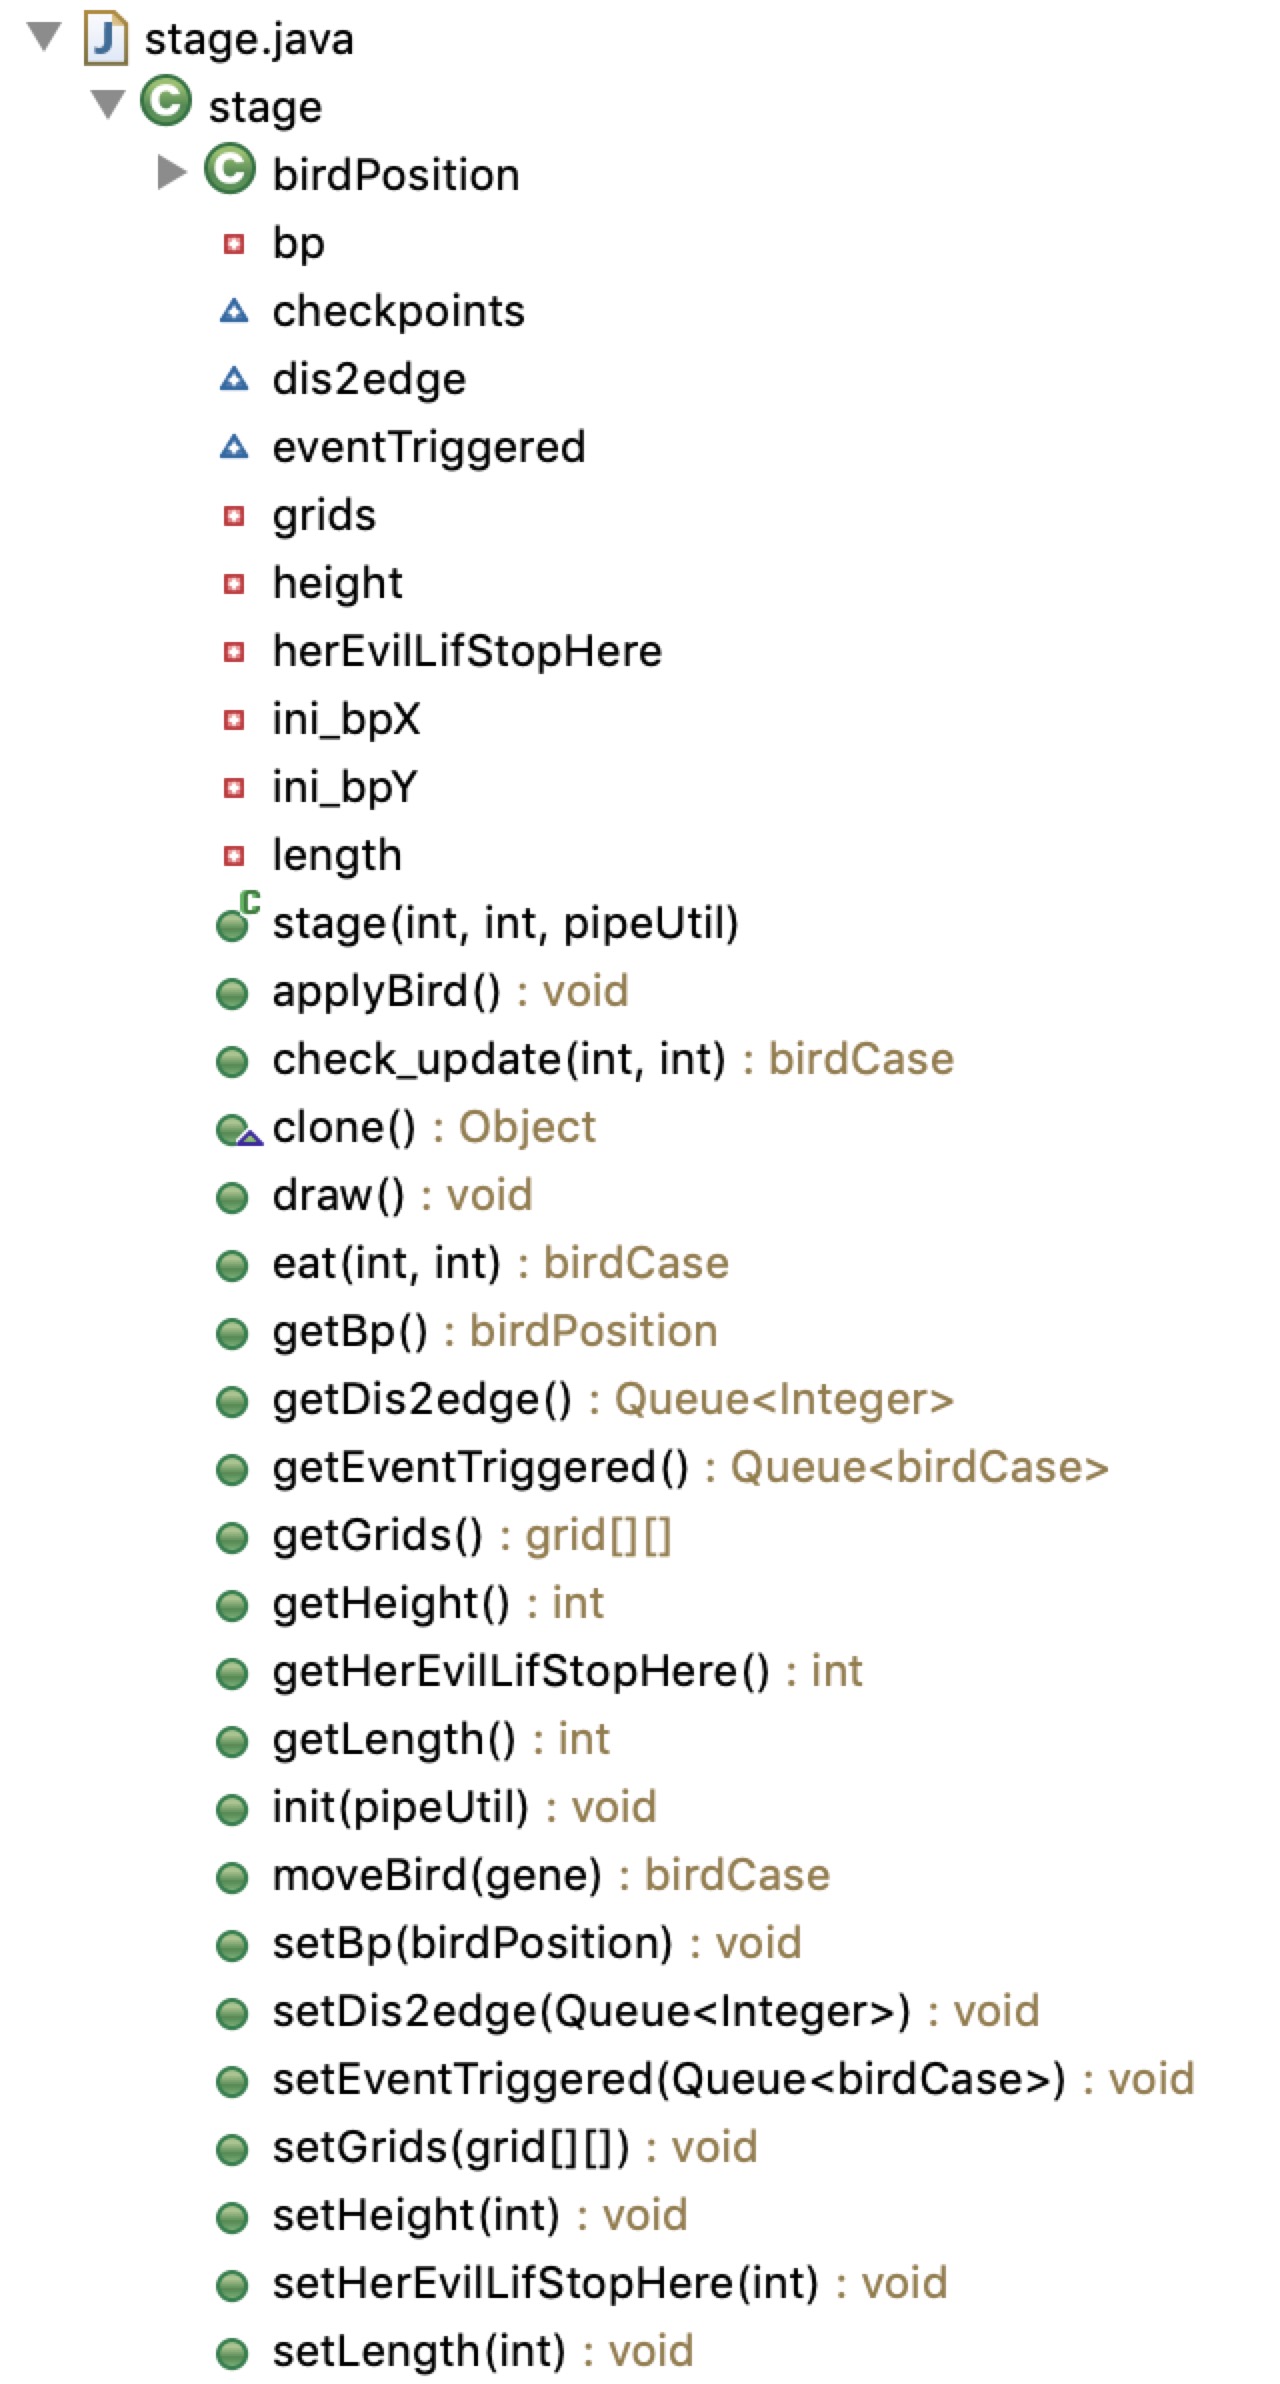 stage.java
stage
birdPosition
bp
checkpoints
dis2edge
eventTriggered
grids
height
herEvilLifStopHere
ini_bpX
ini_bpY
length
stage(int, int, pipeUtil)
applyBird() : void
check_update(int, int) : birdCase
clone() : Object
draw() : void
eat(int, int) : birdCase
getBp() : birdPosition
getDis2edge() : Queue<Integer>
getEventTriggered() : Queue<birdCase>
getGrids() : grid[][]
getHeight() : int
getHerEvilLifStopHere() : int
getLength() : int
init(pipeUtil) : void
moveBird(gene) : birdCase
setBp(birdPosition) : void
setDis2edge(Queue<Integer>) : void
setEventTriggered(Queue<birdCase>) : void
setGrids(grid[][]) : void
setHeight(int) : void
setHerEvilLifStopHere(int) : void
setLength(int) : void